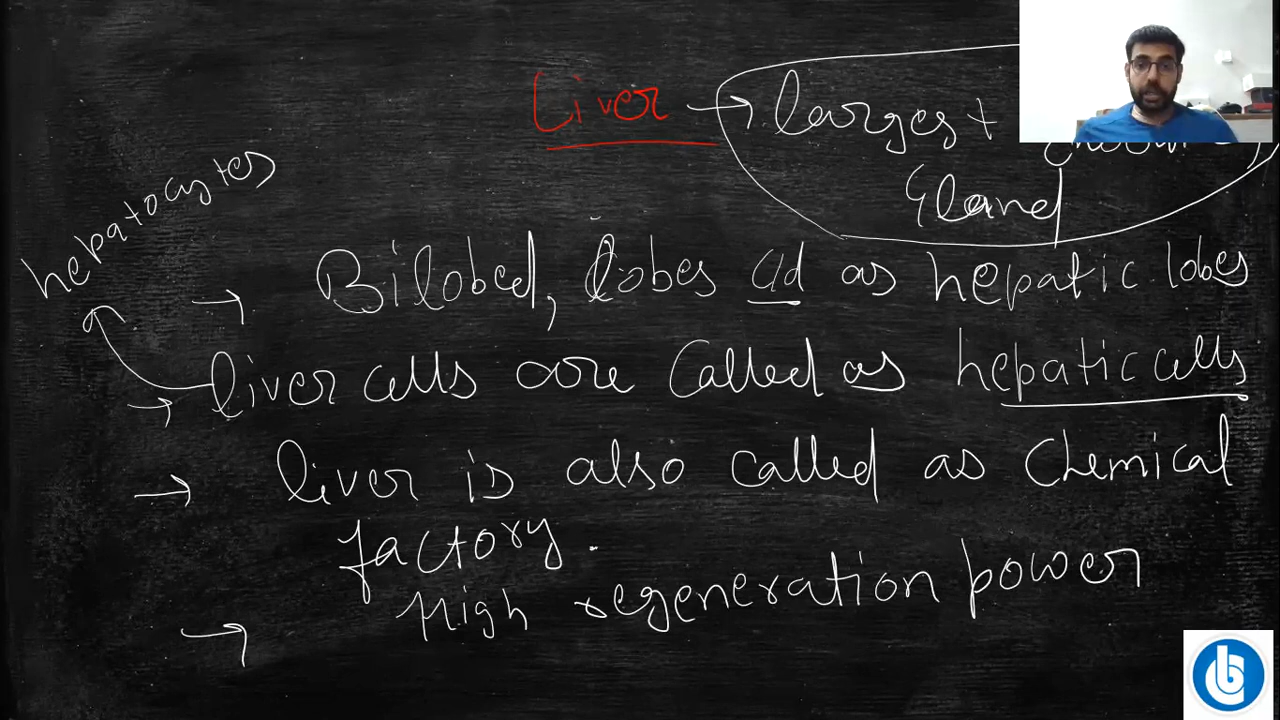 Liver → largest
Gland
hepatocytes
→ Bilobed, lobes cld as hepatic lobes
→ liver cells are called as hepatic cells
→ liver is also called as Chemical
factory.
→ High regeneration power